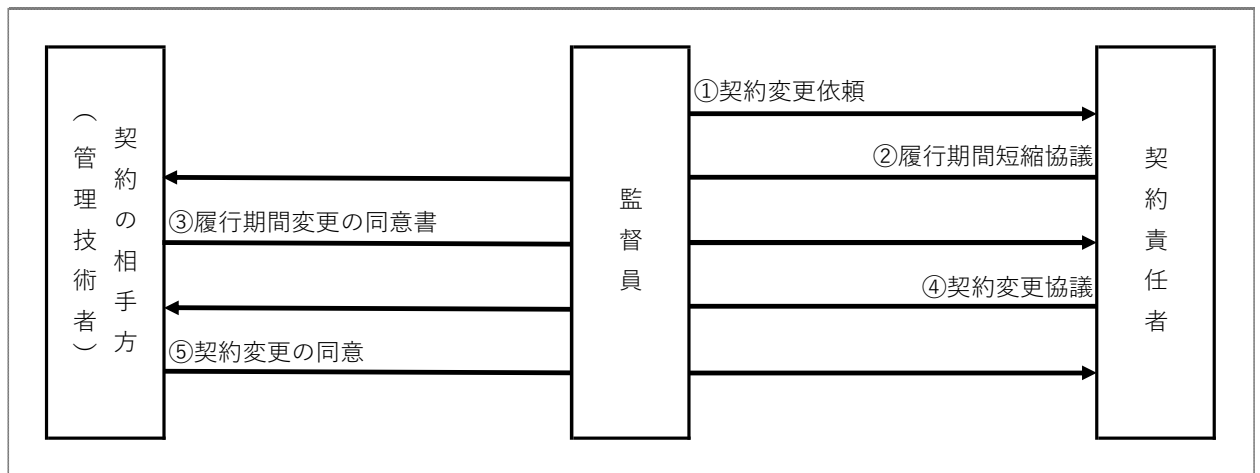 契約の相手方
（管理技術者）
監督員
契約責任者
①契約変更依頼
②履行期間短縮協議
③履行期間変更の同意書
④契約変更協議
⑤契約変更の同意